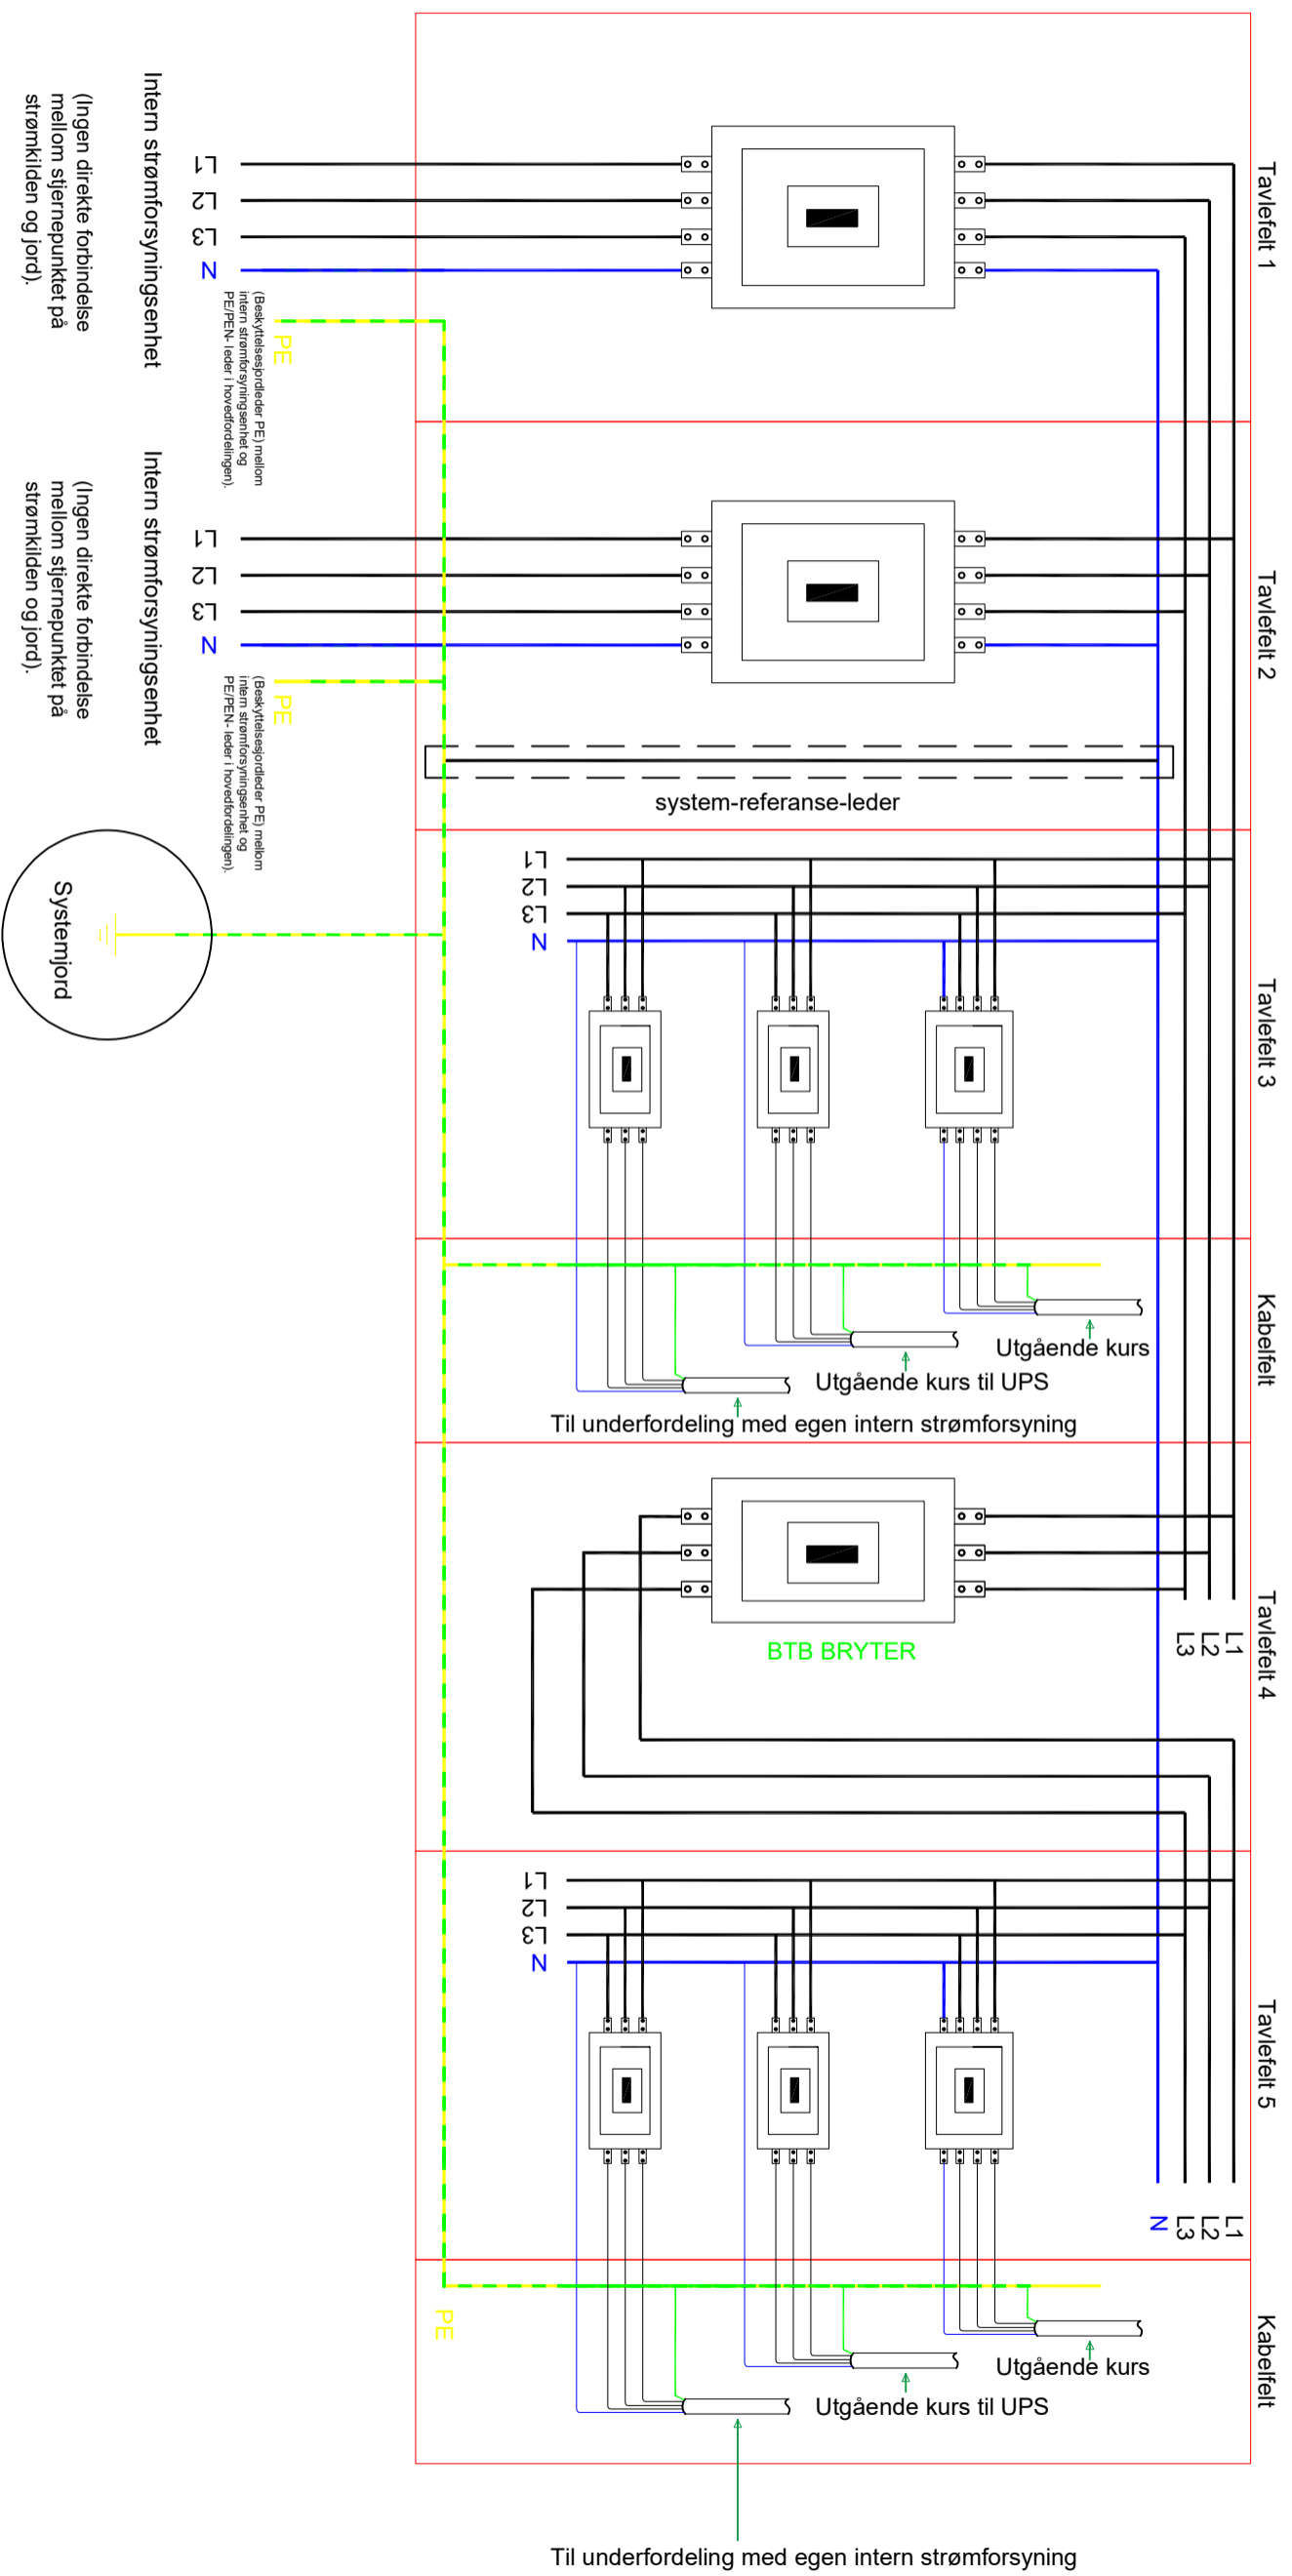 Tavlefelt 1
Tavlefelt 2
Tavlefelt 3
Kabelfelt
Tavlefelt 4
Tavlefelt 5
Kabelfelt
L1
L2
L3
N
PE
(Beskyttelsesjordleder PE) mellom
intern strømforsyningsenhet og
PE/PEN- leder i hovedfordelingen).
Intern strømforsyningsenhet
(Ingen direkte forbindelse
mellom stjernepunktet på
strømkilden og jord).
L1
L2
L3
N
PE
(Beskyttelsesjordleder PE) mellom
intern strømforsyningsenhet og
PE/PEN- leder i hovedfordelingen).
Intern strømforsyningsenhet
(Ingen direkte forbindelse
mellom stjernepunktet på
strømkilden og jord).
system-referanse-leder
Systemjord
L1
L2
L3
N
Utgående kurs
Utgående kurs til UPS
Til underfordeling med egen intern strømforsyning
L1
L2
L3
BTB BRYTER
L1
L2
L3
N
L1
L2
L3
N
PE
Utgående kurs
Utgående kurs til UPS
Til underfordeling med egen intern strømforsyning